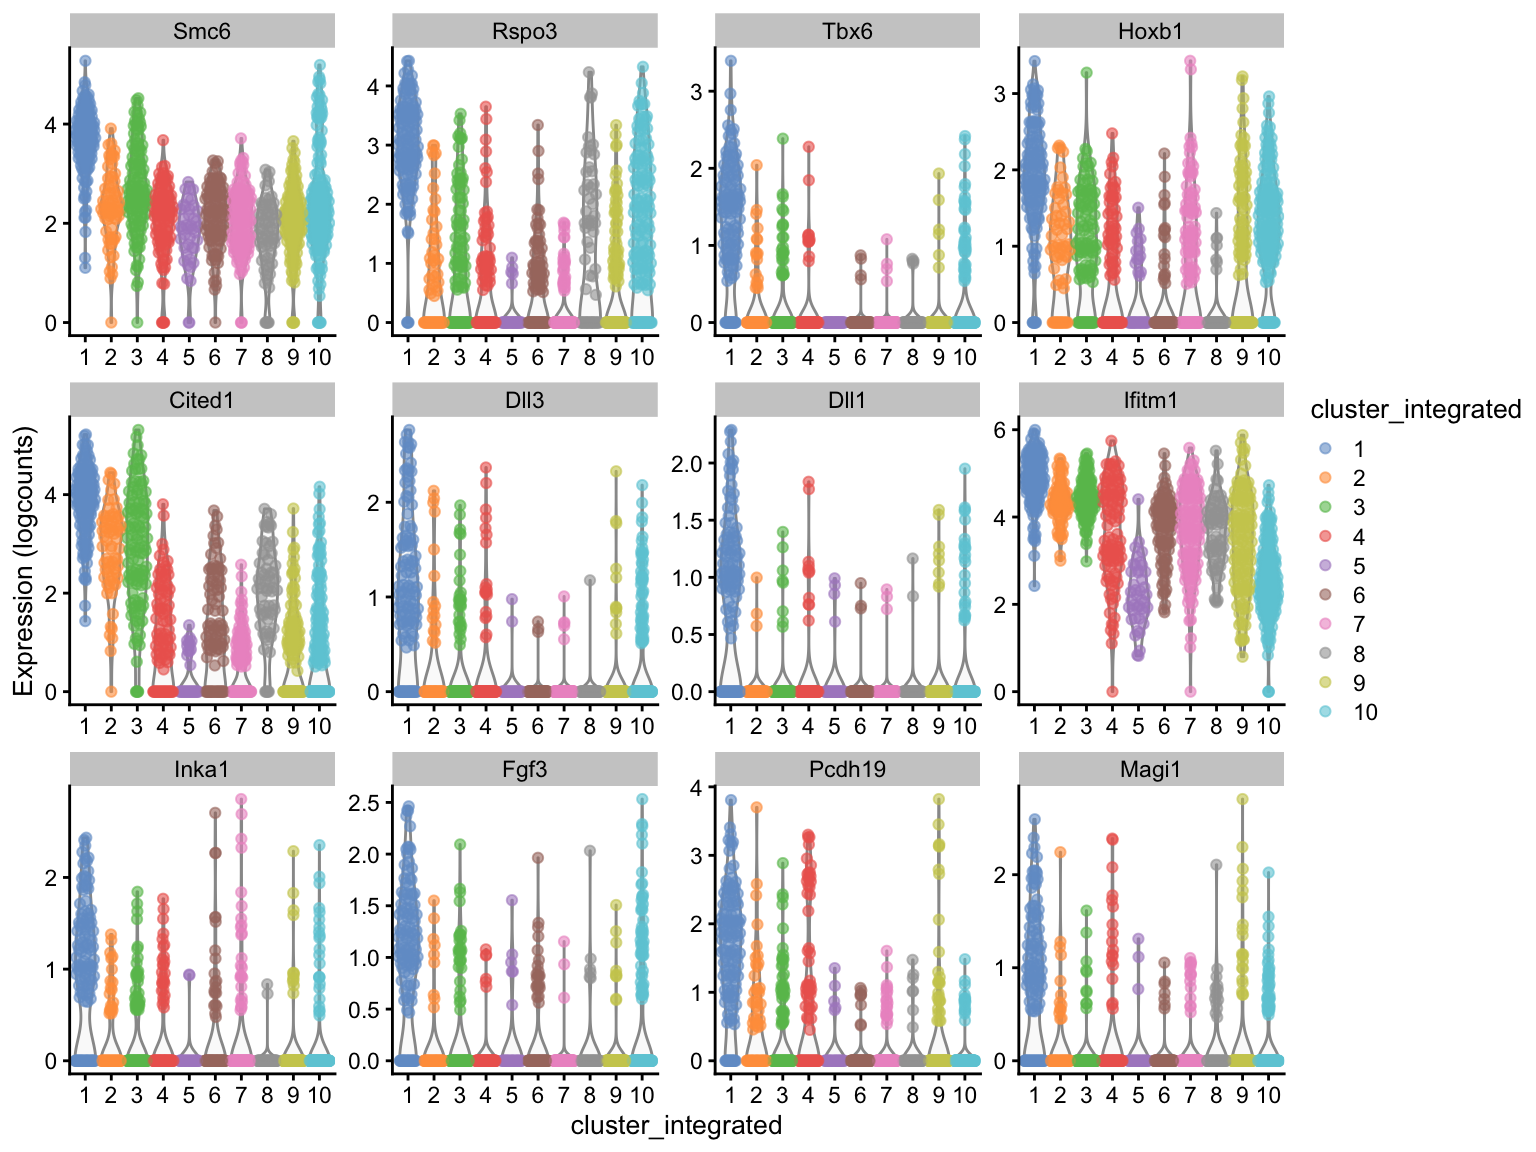 Smc6 Rspo3 Tbx6 Hoxb1
4 4 3 3
3
2 2 2 2
1 1 1
0 0 0 0
1 2 3 4 5 6 7 8 9 10 1 2 3 4 5 6 7 8 9 10 1 2 3 4 5 6 7 8 9 10 1 2 3 4 5 6 7 8 9 10
Cited1 Dll3 Dll1 Ifitm1
Expression (logcounts)
4 2 2.0 6
1.5 4
2 1 1.0 2
0.5
0 0 0.0 0
1 2 3 4 5 6 7 8 9 10 1 2 3 4 5 6 7 8 9 10 1 2 3 4 5 6 7 8 9 10 1 2 3 4 5 6 7 8 9 10
Inka1 Fgf3 Pcdh19 Magi1
2 2.5 4 2
2.0 3
1.5 2
1 1.0 1 1
0.5
0 0.0 0 0
1 2 3 4 5 6 7 8 9 10 1 2 3 4 5 6 7 8 9 10 1 2 3 4 5 6 7 8 9 10 1 2 3 4 5 6 7 8 9 10
cluster_integrated
cluster_integrated
1
2
3
4
5
6
7
8
9
10